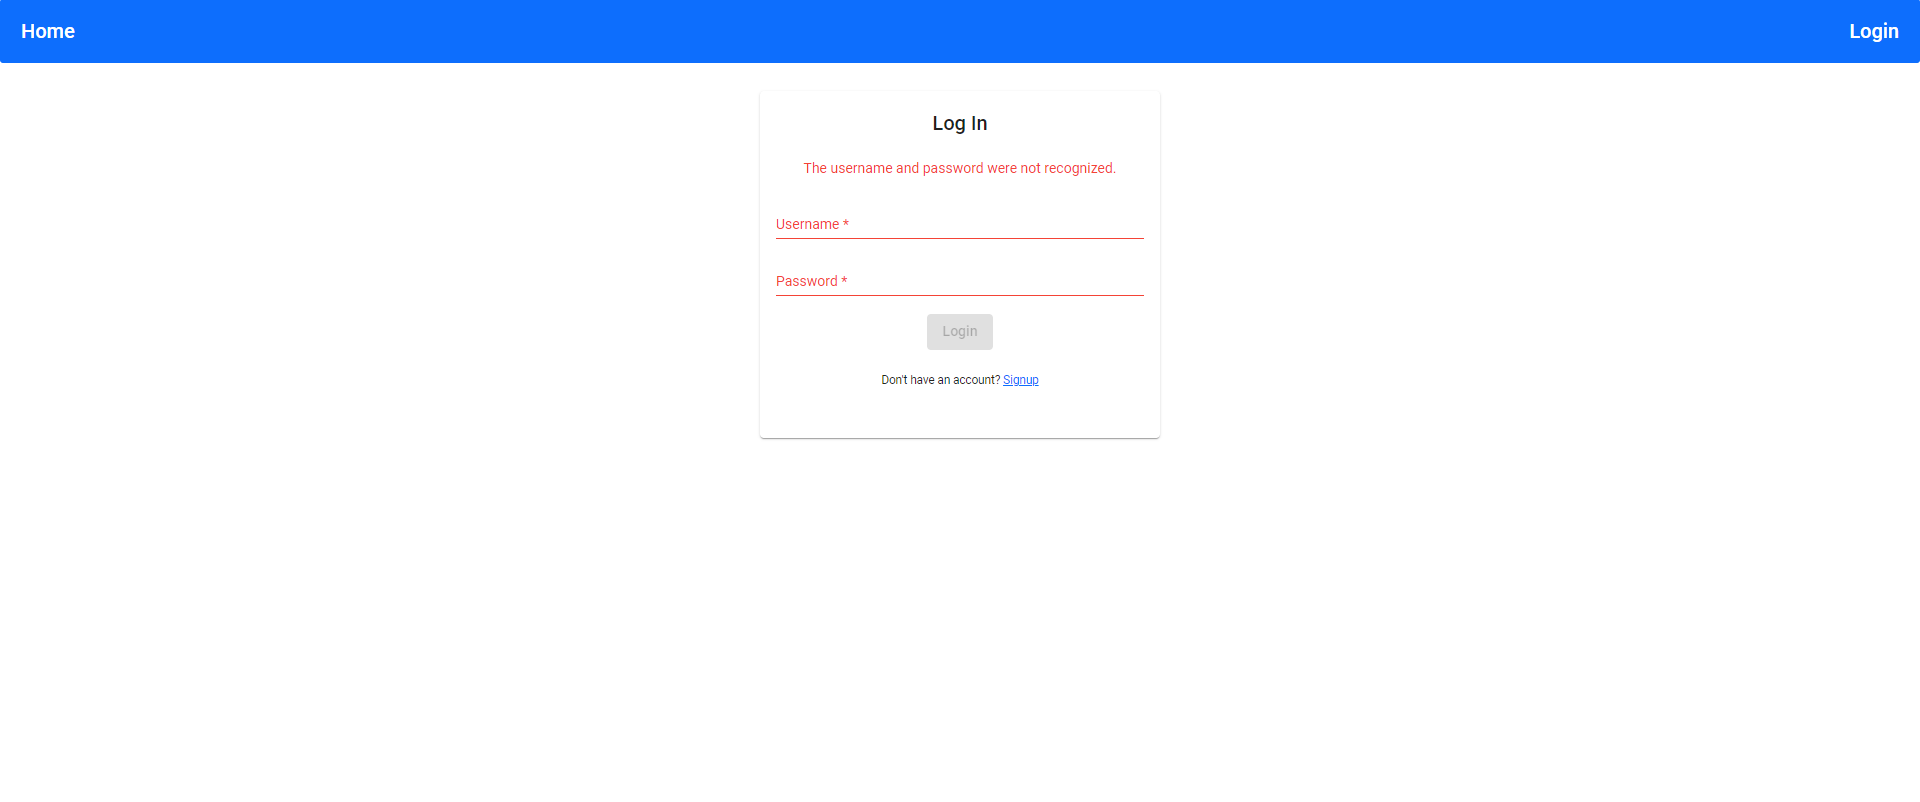 Home Login
Log In
The username and password were not recognized.
Username *
Password *
Login
Don't have an account? Signup